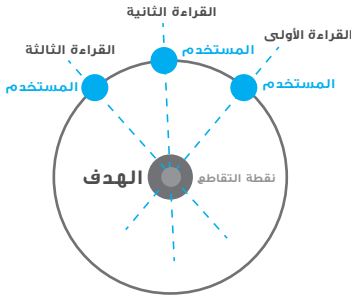 القراءة الثانية
القراءة الأولى
المستخدم
القراءة الثالثة
المستخدم
المستخدم
الهدف
نقطة التقاطع